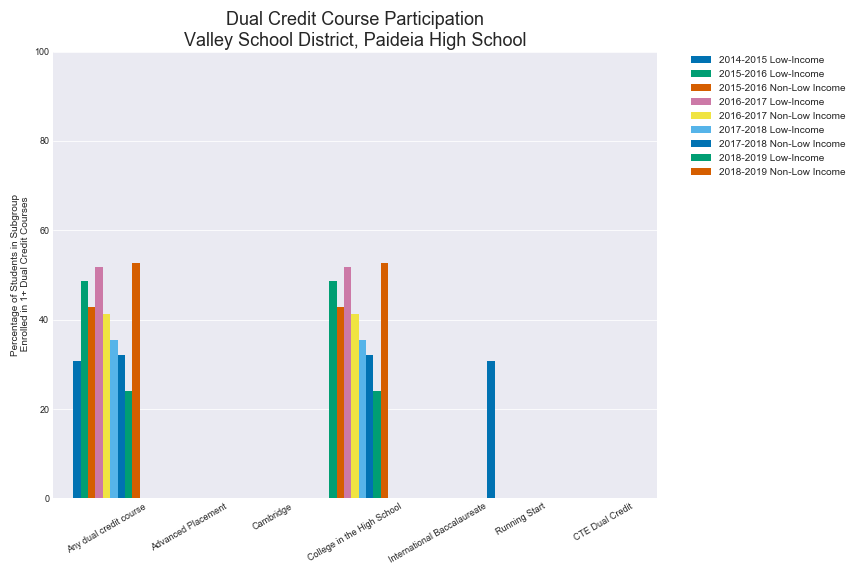 Dual Credit Course Participation
Valley School District, Paideia High School
100
80
60
40
20
0
Percentage of Students in Subgroup
Enrolled in 1+ Dual Credit Courses
Any dual credit course
Advanced Placement
Cambridge
College in the High School
International Baccalaureate
Running Start
CTE Dual Credit
2014-2015 Low-Income
2015-2016 Low-Income
2015-2016 Non-Low Income
2016-2017 Low-Income
2016-2017 Non-Low Income
2017-2018 Low-Income
2017-2018 Non-Low Income
2018-2019 Low-Income
2018-2019 Non-Low Income